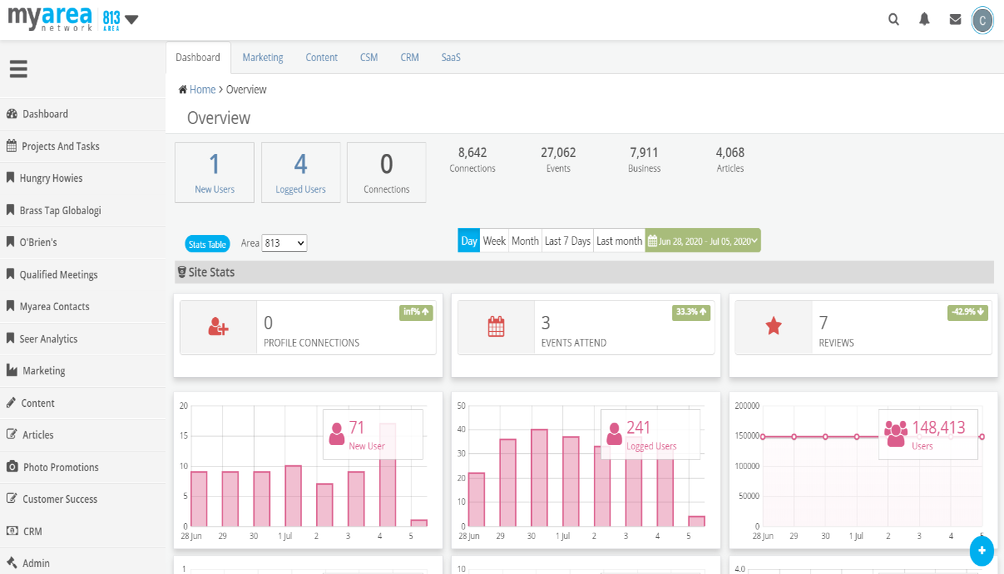 myarea
network
813
AREA
C
Dashboard
Marketing
Content
CSM
CRM
SaaS
Home > Overview
Overview
Dashboard
Projects And Tasks
Hungry Howies
Brass Tap Globalogi
O'Brien's
Qualified Meetings
Myarea Contacts
Seer Analytics
Marketing
Content
Articles
Photo Promotions
Customer Success
CRM
Admin
1
New Users
4
Logged Users
0
Connections
8,642
Connections
27,062
Events
7,911
Business
4,068
Articles
Stats Table
Area 813
Day Week Month Last 7 Days Last month Jun 28, 2020 - Jul 05, 2020
Site Stats
0
PROFILE CONNECTIONS
inf%
3
EVENTS ATTEND
33.3%
7
REVIEWS
-42.9%
20
15
10
5
0
28 Jun 29 30 1 Jul 2 3 4 5
71
New User
50
40
30
20
10
0
28 Jun 29 30 1 Jul 2 3 4 5
241
Logged Users
200000
150000
100000
50000
0
28 Jun 29 30 1 Jul 2 3 4
148,413
Users
+
1
10
4.0